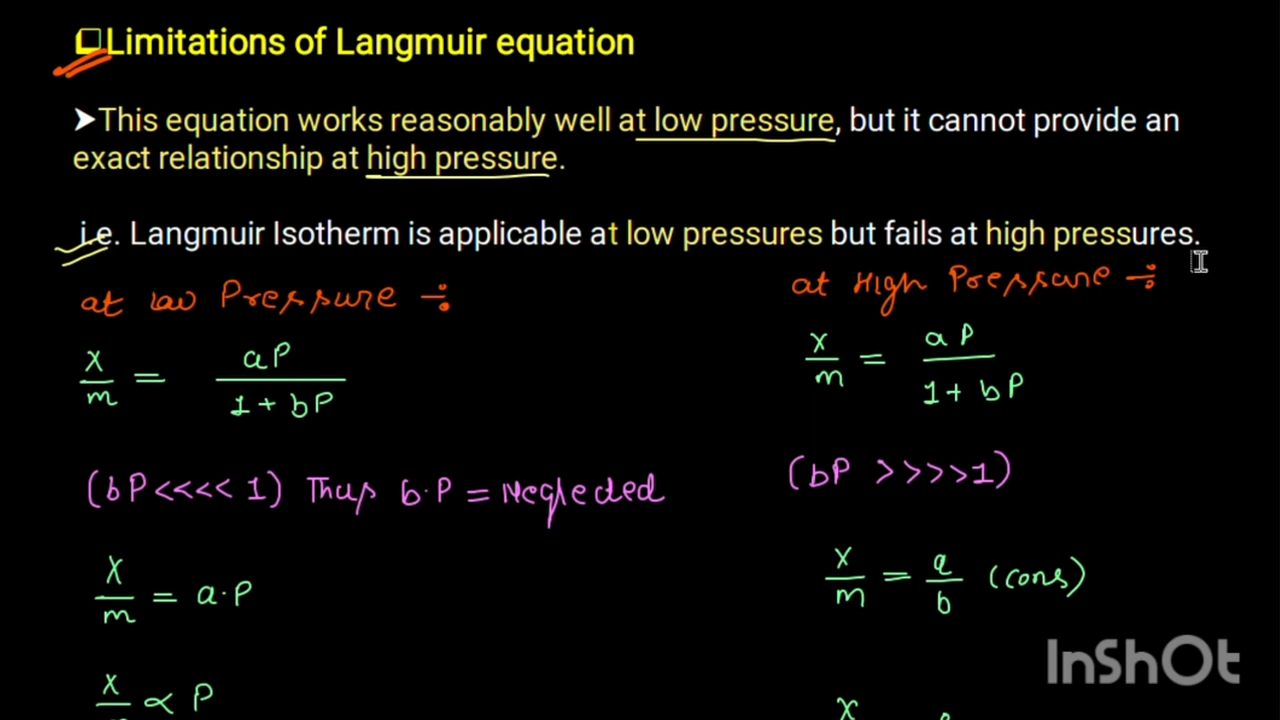 Limitations of Langmuir equation
➤This equation works reasonably well at low pressure, but it cannot provide an
exact relationship at high pressure.
i.e. Langmuir Isotherm is applicable at low pressures but fails at high pressures.
at low Pressure ÷
x/m = aP/1 + bP
(bP <<<< 1) Thus b.P = Neglected
x/m = a.P
x/m ∝ P
at High Pressure ÷
x/m = aP/1 + bP
(bP >>>> 1)
x/m = a/b (cons)
x
InShOt